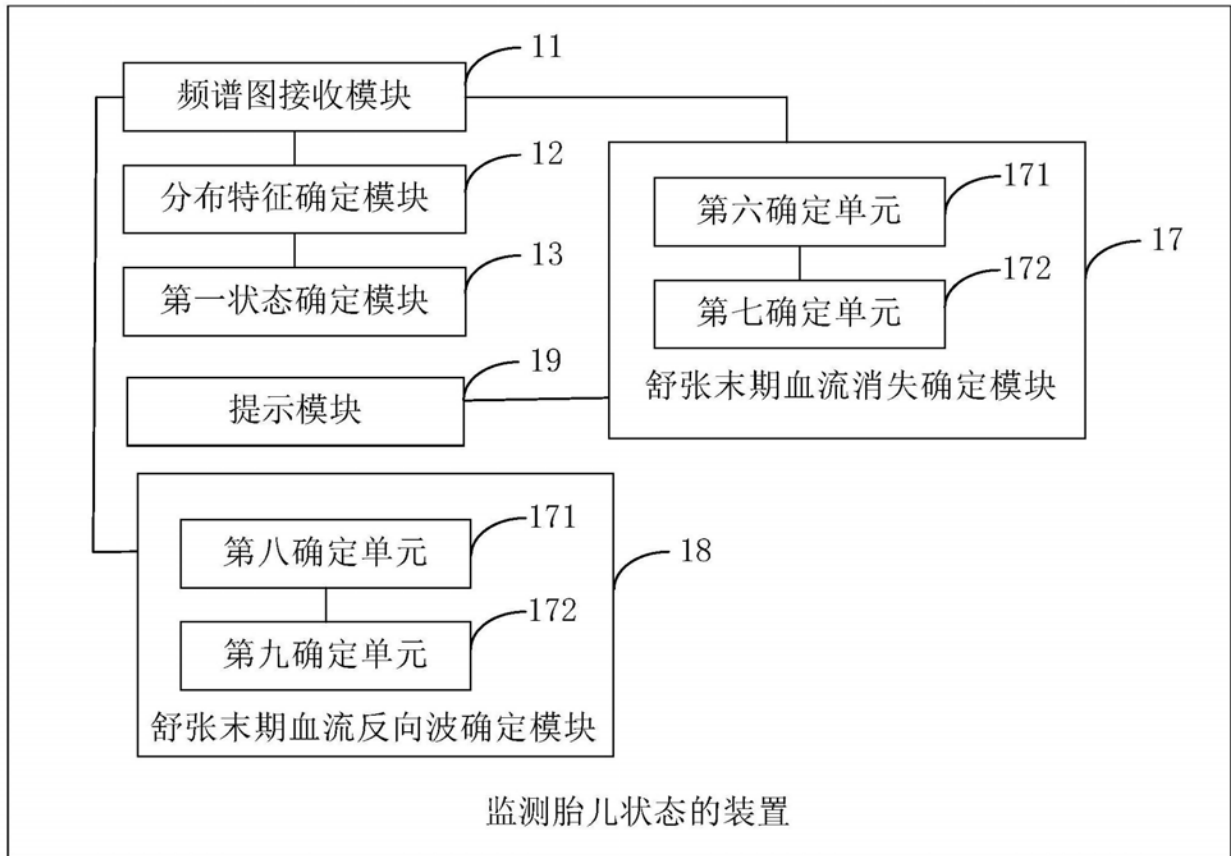 11
频谱图接收模块
12
分布特征确定模块
13
第一状态确定模块
19
提示模块
171
第六确定单元
172
第七确定单元
17
舒张末期血流消失确定模块
171
第八确定单元
172
第九确定单元
18
舒张末期血流反向波确定模块
监测胎儿状态的装置